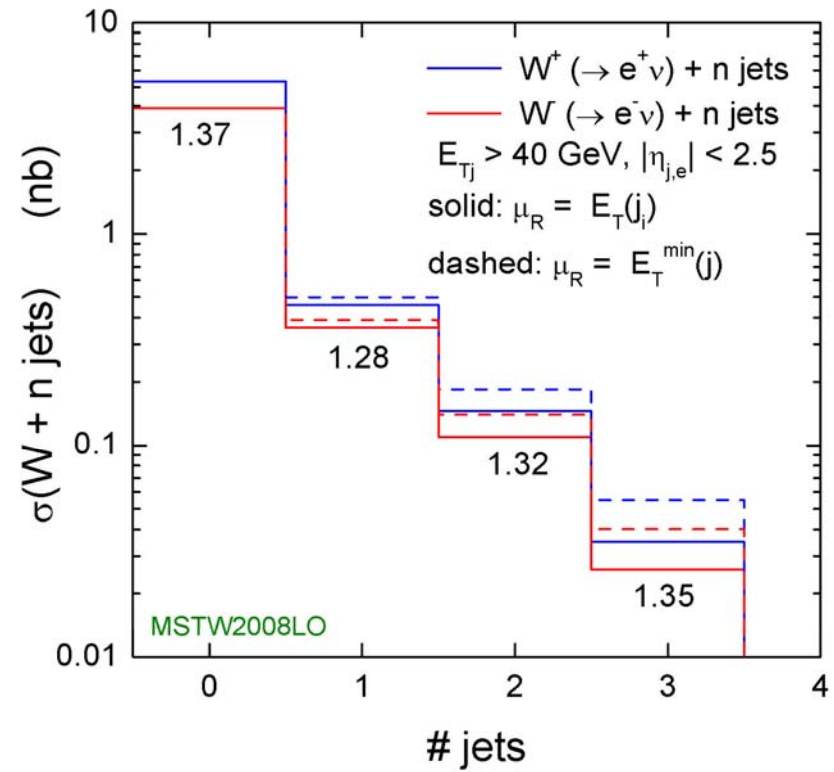 10
1
0.1
0.01
σ(W + n jets) (nb)
W⁺ (→ e⁺ν) + n jets
W⁻ (→ e⁻ν) + n jets
E_Tj > 40 GeV, |η_j,e| < 2.5
solid: μ_R = E_T(j_i)
dashed: μ_R = E_T^min(j)
1.37
1.28
1.32
1.35
MSTW2008LO
0 1 2 3 4
# jets